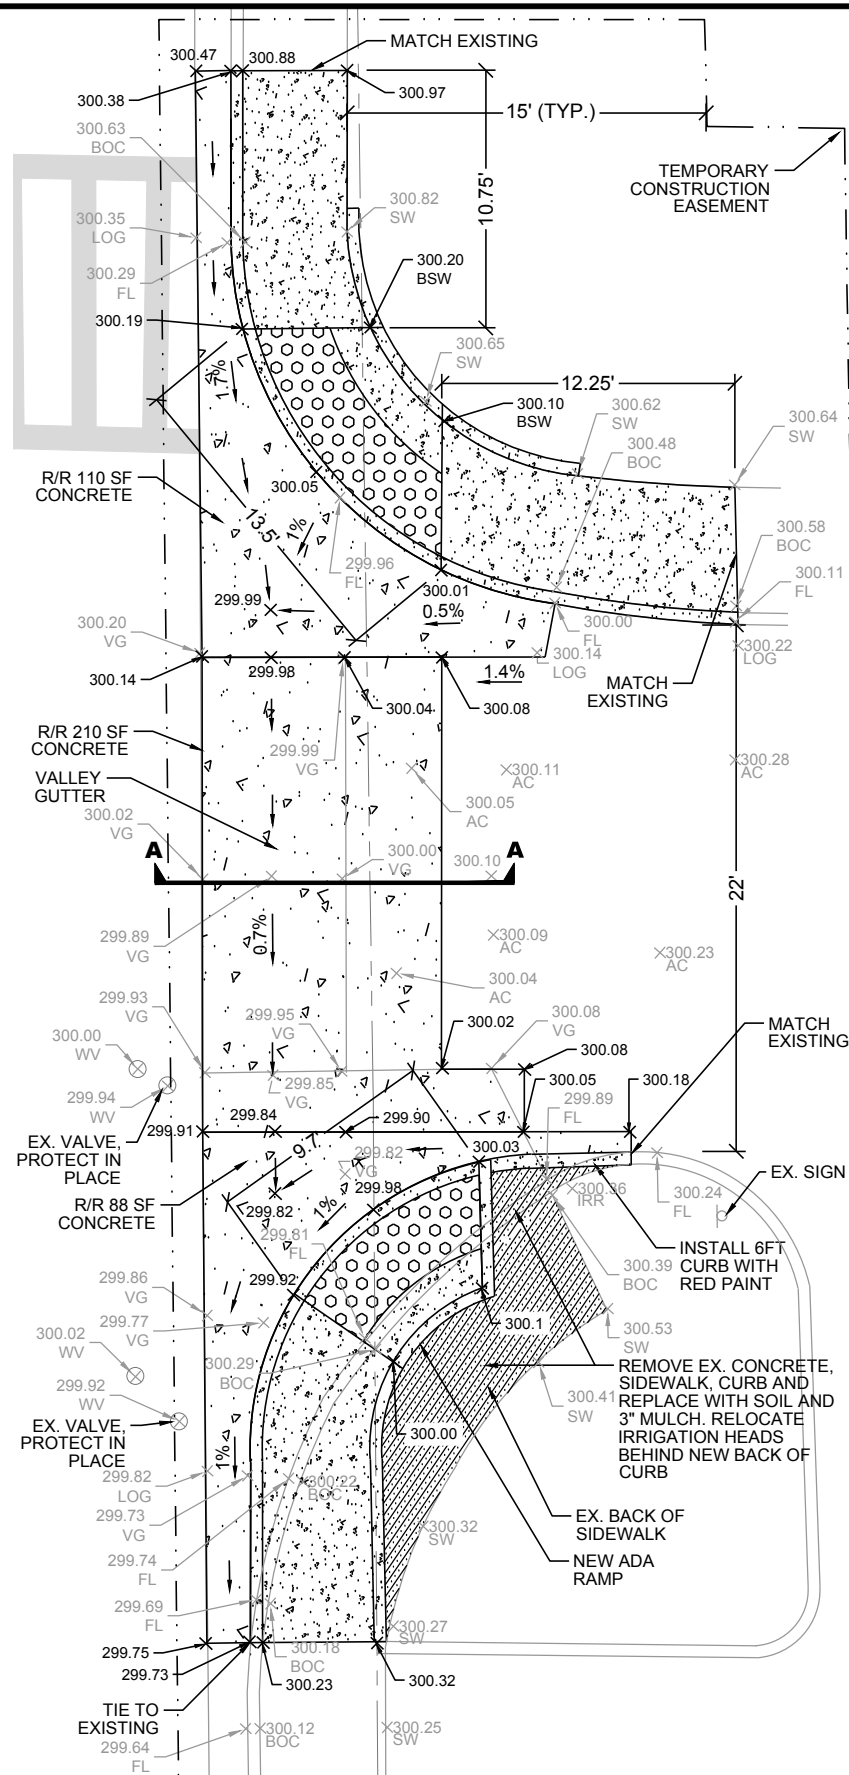 300.47
300.88
MATCH EXISTING
300.38
300.97
15' (TYP.)
300.63
BOC
TEMPORARY
CONSTRUCTION
EASEMENT
10.75'
300.82
SW
300.35
LOG
300.29
FL
300.20
BSW
300.19
300.65
SW
1.7%
12.25'
300.10
BSW
300.62
SW
300.64
SW
300.48
BOC
R/R 110 SF
CONCRETE
300.05
13.5'
1%
299.96
FL
300.58
BOC
300.11
FL
300.01
299.99
0.5%
300.00
FL
300.20
VG
300.14
LOG
300.22
LOG
300.14
299.98
1.4%
MATCH
EXISTING
300.04
300.08
R/R 210 SF
CONCRETE
299.99
VG
300.28
AC
300.11
AC
VALLEY
GUTTER
300.05
AC
300.02
VG
A
A
300.00
VG
300.10
22'
299.89
VG
0.7%
300.09
AC
300.23
AC
300.04
AC
299.93
VG
299.95
VG
300.02
300.08
VG
MATCH
EXISTING
300.00
WV
300.08
299.85
VG
299.94
WV
300.05
299.89
FL
300.18
299.91
299.84
299.90
EX. VALVE,
PROTECT IN
PLACE
9.7'
299.82
VG
300.03
EX. SIGN
R/R 88 SF
CONCRETE
299.82
1%
299.98
300.36
IRR
300.24
FL
299.81
FL
INSTALL 6FT
CURB WITH
RED PAINT
299.92
300.39
BOC
299.86
VG
299.77
VG
300.1
300.53
SW
300.02
WV
300.29
BOC
REMOVE EX. CONCRETE,
SIDEWALK, CURB AND
REPLACE WITH SOIL AND
3" MULCH. RELOCATE
IRRIGATION HEADS
BEHIND NEW BACK OF
CURB
299.92
WV
300.41
SW
EX. VALVE,
PROTECT IN
PLACE
300.00
1%
299.82
LOG
300.22
BOC
299.73
VG
EX. BACK OF
SIDEWALK
300.32
SW
299.74
FL
NEW ADA
RAMP
299.69
FL
300.27
SW
299.75
300.18
BOC
299.73
300.23
300.32
TIE TO
EXISTING
300.12
BOC
300.25
SW
299.64
FL